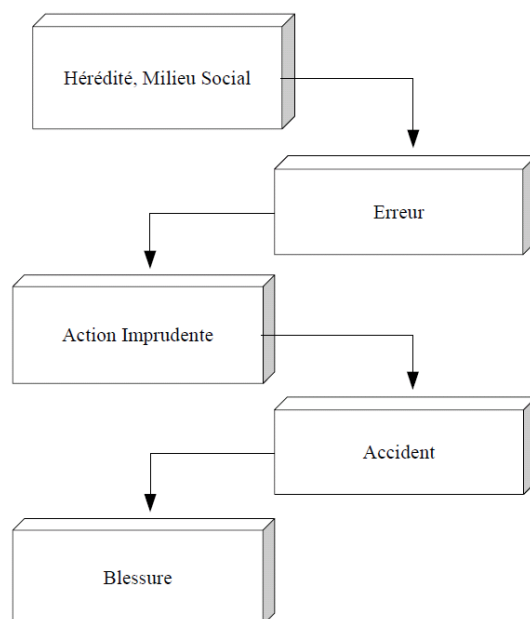 Hérédité, Milieu Social
Erreur
Action Imprudente
Accident
Blessure